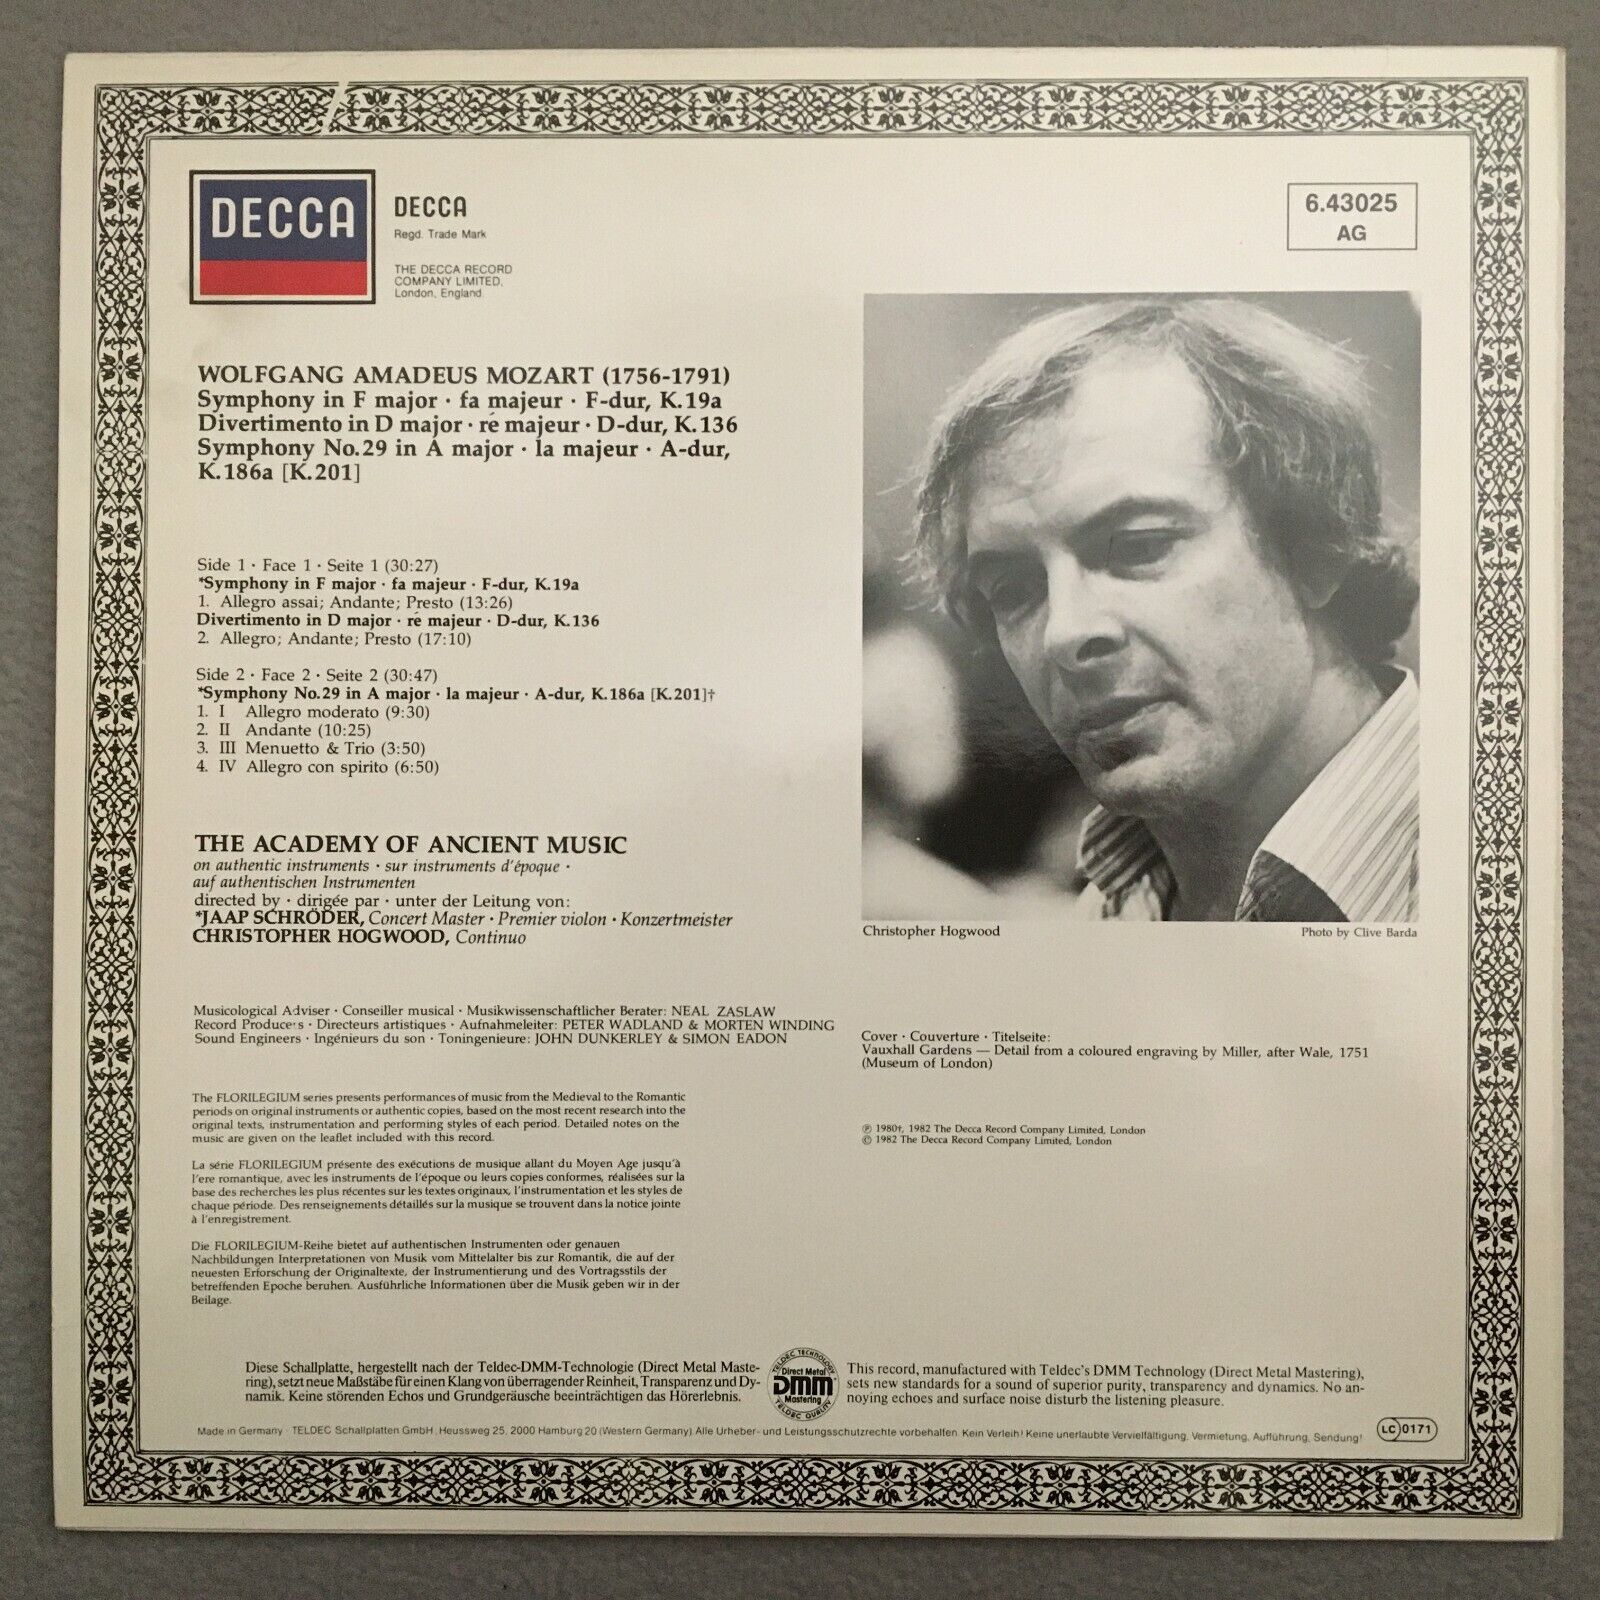 DECCA
DECCA
Regd. Trade Mark
THE DECCA RECORD
COMPANY LIMITED,
London, England
6.43025
AG
WOLFGANG AMADEUS MOZART (1756-1791)
Symphony in F major · fa majeur · F-dur, K.19a
Divertimento in D major · ré majeur · D-dur, K.136
Symphony No.29 in A major · la majeur · A-dur,
K.186a [K.201]
Side 1 · Face 1 · Seite 1 (30:27)
*Symphony in F major · fa majeur · F-dur, K.19a
1. Allegro assai; Andante; Presto (13:26)
Divertimento in D major · ré majeur · D-dur, K.136
2. Allegro; Andante; Presto (17:10)
Side 2 · Face 2 · Seite 2 (30:47)
*Symphony No.29 in A major · la majeur · A-dur, K.186a [K.201]†
1. I Allegro moderato (9:30)
2. II Andante (10:25)
3. III Menuetto & Trio (3:50)
4. IV Allegro con spirito (6:50)
THE ACADEMY OF ANCIENT MUSIC
on authentic instruments · sur instruments d'époque ·
auf authentischen Instrumenten
directed by · dirigée par · unter der Leitung von:
*JAAP SCHRÖDER, Concert Master · Premier violon · Konzertmeister
CHRISTOPHER HOGWOOD, Continuo
Christopher Hogwood
Photo by Clive Barda
Musicological Adviser · Conseiller musical · Musikwissenschaftlicher Berater: NEAL ZASLAW
Record Producers · Directeurs artistiques · Aufnahmeleiter: PETER WADLAND & MORTEN WINDING
Sound Engineers · Ingénieurs du son · Toningenieure: JOHN DUNKERLEY & SIMON EADON
Cover · Couverture · Titelseite:
Vauxhall Gardens — Detail from a coloured engraving by Miller, after Wale, 1751
(Museum of London)
The FLORILEGIUM series presents performances of music from the Medieval to the Romantic
periods on original instruments or authentic copies, based on the most recent research into the
original texts, instrumentation and performing styles of each period. Detailed notes on the
music are given on the leaflet included with this record.
℗ 1980†, 1982 The Decca Record Company Limited, London
© 1982 The Decca Record Company Limited, London
La série FLORILEGIUM présente des exécutions de musique allant du Moyen Age jusqu'à
l'ere romantique, avec les instruments de l'époque ou leurs copies conformes, réalisées sur la
base des recherches les plus récentes sur les textes originaux, l'instrumentation et les styles de
chaque période. Des renseignements détaillés sur la musique se trouvent dans la notice jointe
à l'enregistrement.
Die FLORILEGIUM-Reihe bietet auf authentischen Instrumenten oder genauen
Nachbildungen Interpretationen von Musik vom Mittelalter bis zur Romantik, die auf der
neuesten Erforschung der Originaltexte, der Instrumentierung und des Vortragsstils der
betreffenden Epoche beruhen. Ausführliche Informationen über die Musik geben wir in der
Beilage.
Diese Schallplatte, hergestellt nach der Teldec-DMM-Technologie (Direct Metal Maste-
ring), setzt neue Maßstäbe für einen Klang von überragender Reinheit, Transparenz und Dy-
namik. Keine störenden Echos und Grundgeräusche beeinträchtigen das Hörerlebnis.
TELDEC TECHNOLOGY
Direct Metal
DMM
Mastering
TELDEC QUALITY
This record, manufactured with Teldec's DMM Technology (Direct Metal Mastering),
sets new standards for a sound of superior purity, transparency and dynamics. No an-
noying echoes and surface noise disturb the listening pleasure.
Made in Germany · TELDEC Schallplatten GmbH, Heussweg 25, 2000 Hamburg 20 (Western Germany) Alle Urheber- und Leistungsschutzrechte vorbehalten. Kein Verleih! Keine unerlaubte Vervielfältigung, Vermietung, Aufführung, Sendung!
LC 0171